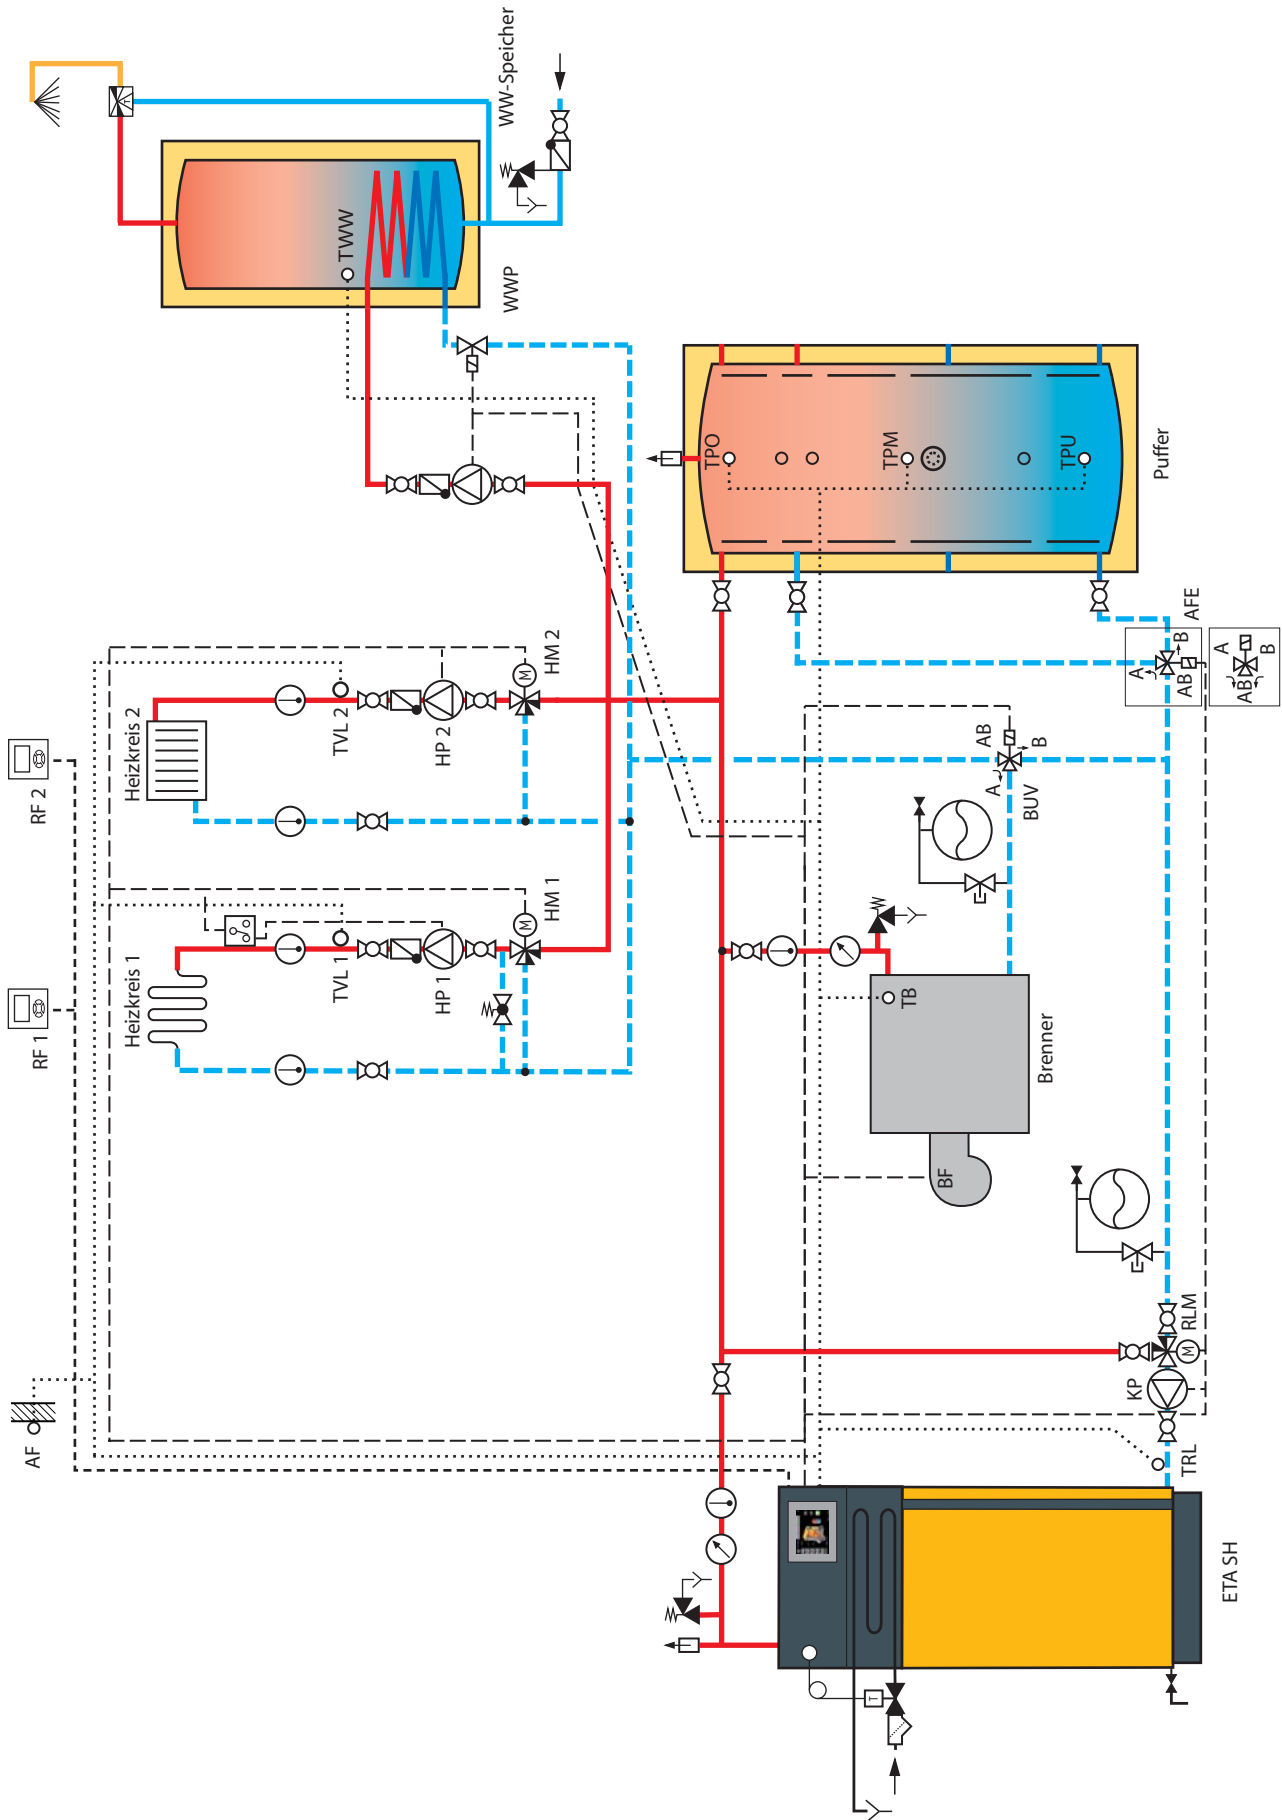 WW-Speicher
T
TWW
WWP
TPO
TPM
TPU
Puffer
RF 2
Heizkreis 2
TVL 2
HP 2
M
HM 2
AFE
A
B
AB
A
AB
B
AB
B
A
BUV
RF 1
Heizkreis 1
TVL 1
HP 1
M
HM 1
TB
Brenner
BF
RLM
M
KP
TRL
AF
ETA SH
T